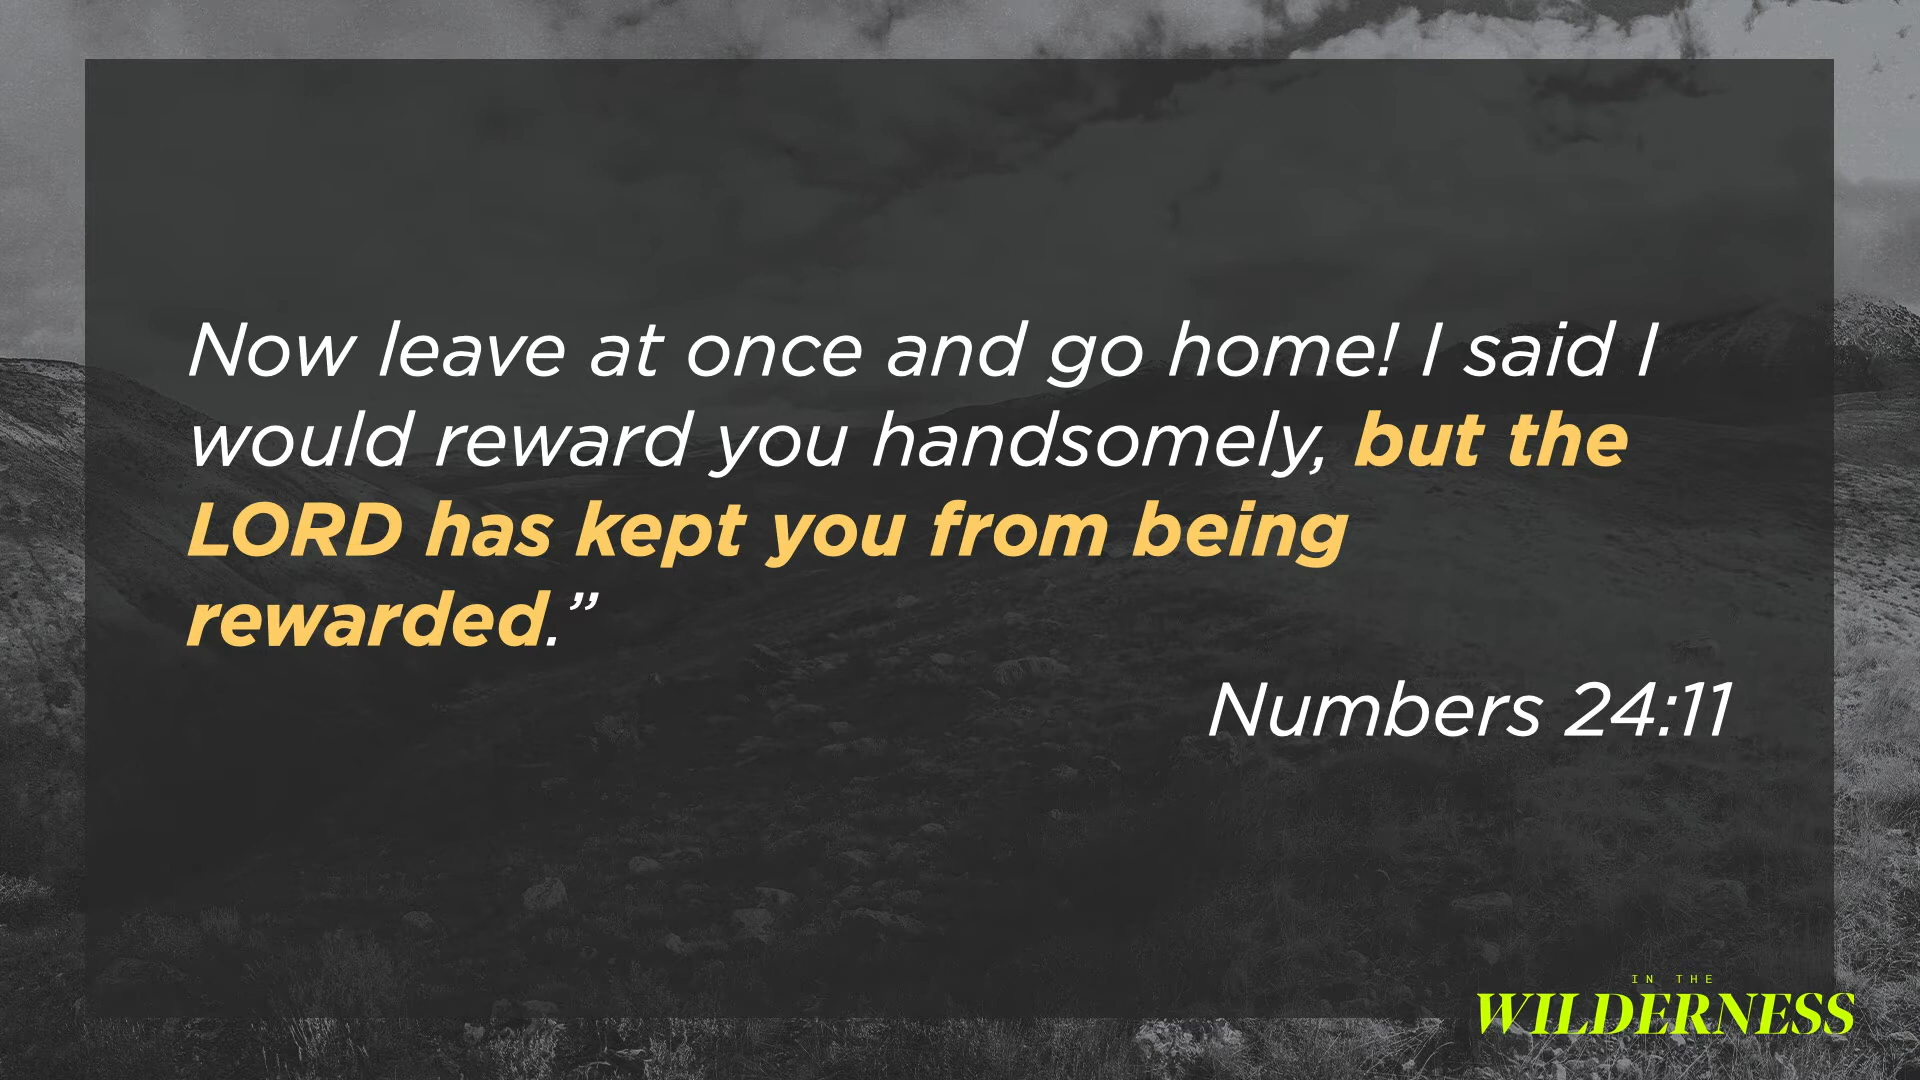 Now leave at once and go home! I said I
would reward you handsomely, but the
LORD has kept you from being
rewarded.”
Numbers 24:11
IN THE
WILDERNESS